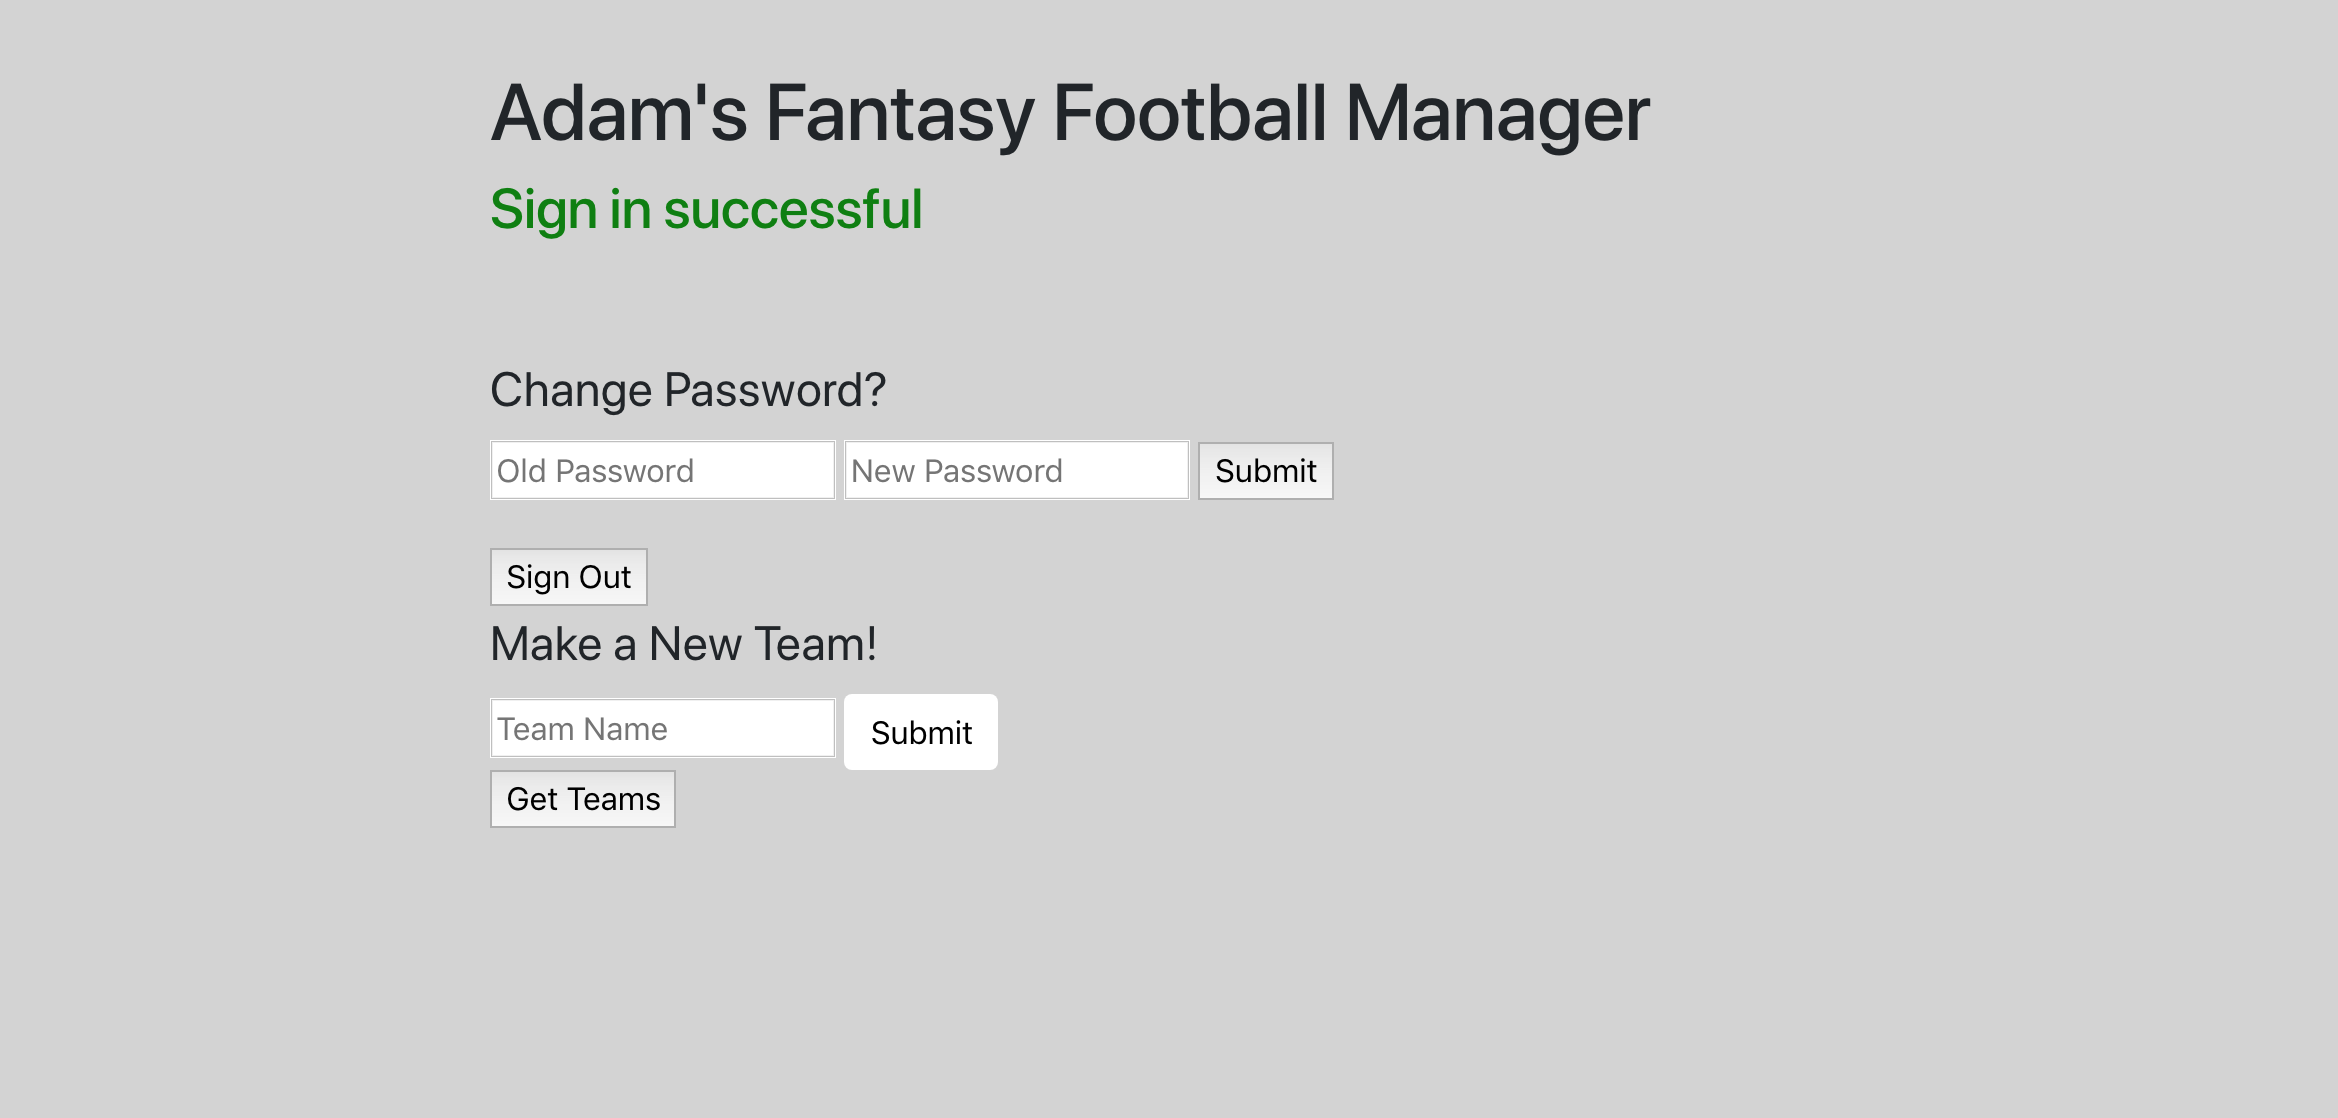 Adam's Fantasy Football Manager
Sign in successful
Change Password?
Old Password New Password Submit
Sign Out
Make a New Team!
Team Name Submit
Get Teams